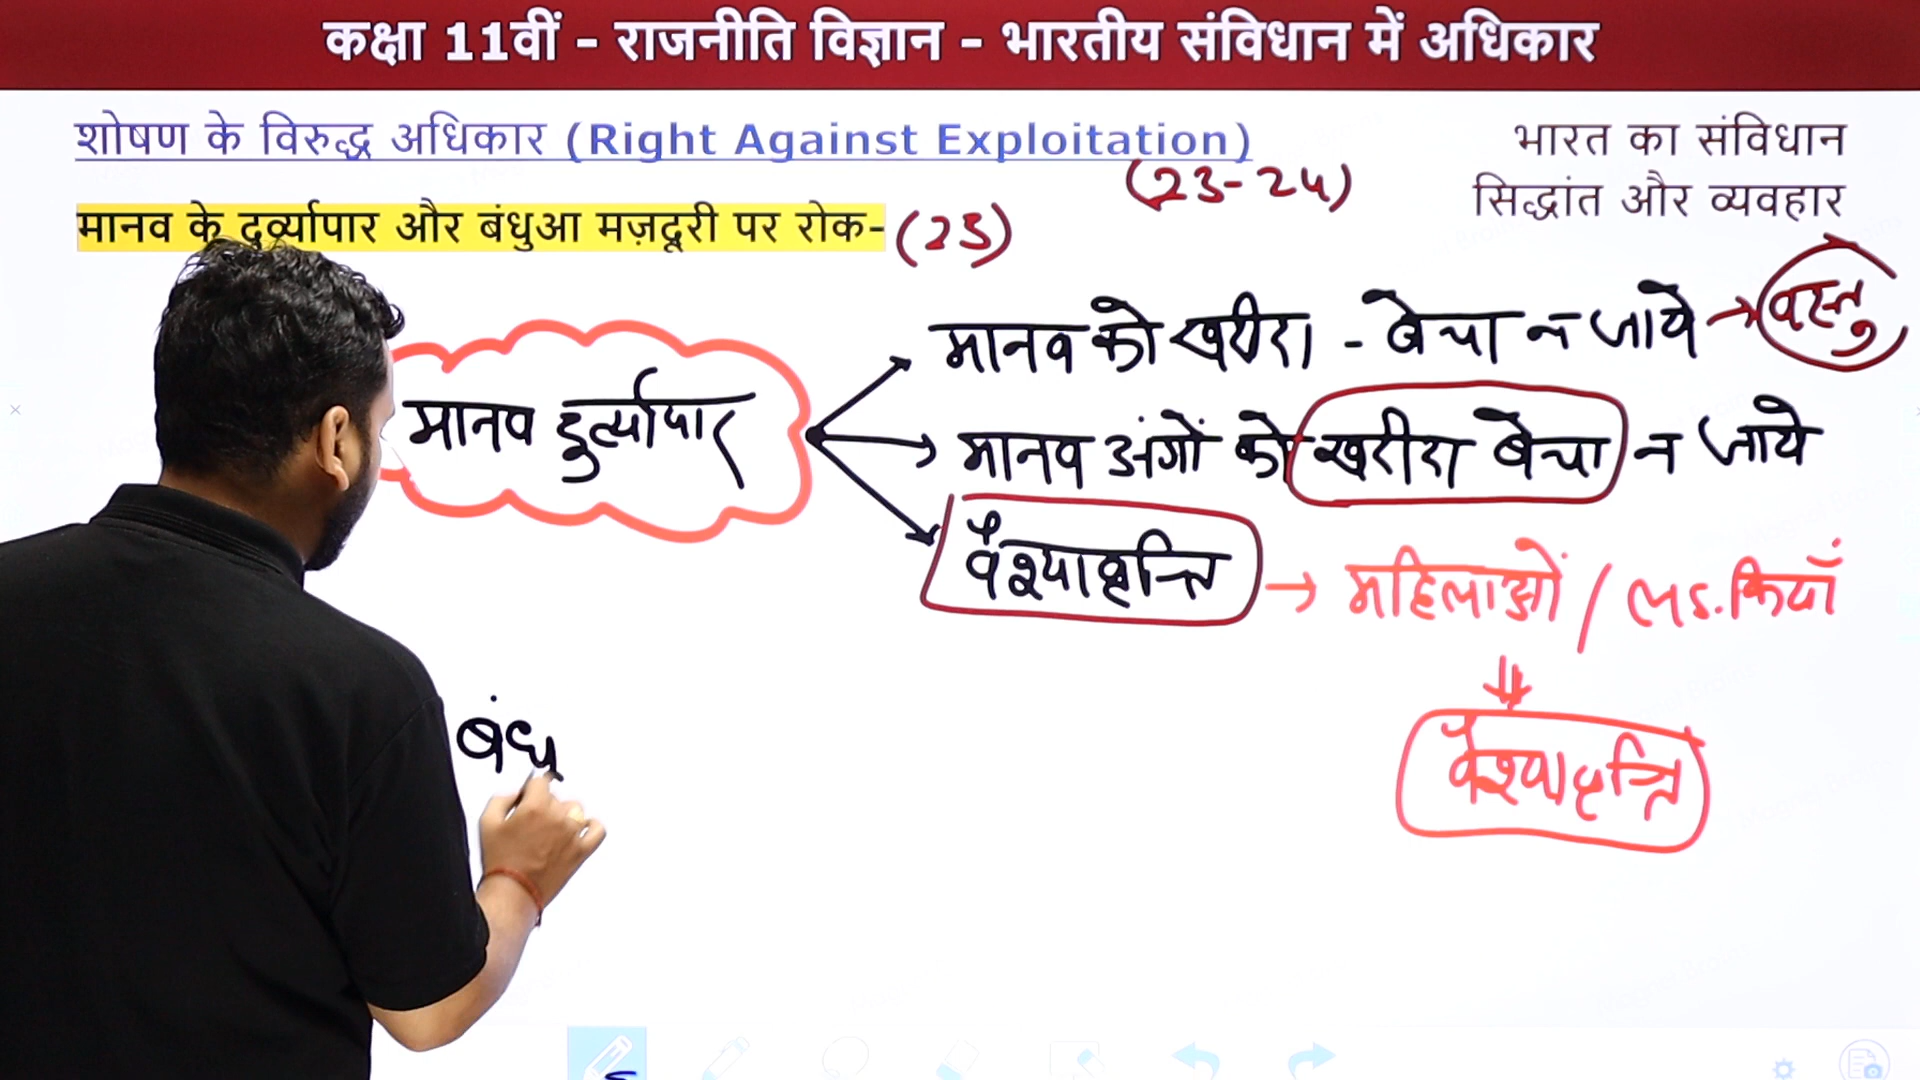 कक्षा 11वीं - राजनीति विज्ञान - भारतीय संविधान में अधिकार
शोषण के विरुद्ध अधिकार (Right Against Exploitation)
(23-24)
भारत का संविधान
सिद्धांत और व्यवहार
मानव के दुर्व्यापार और बंधुआ मज़दूरी पर रोक-
(23)
मानव दुर्व्यापार
मानव को खरीदा - बेचा न जाये → वस्तु
मानव अंगों को खरीदा बेचा न जाये
वैश्यावृत्ति → महिलाओं / लड़कियाँ
वैश्यावृत्ति
बंधु